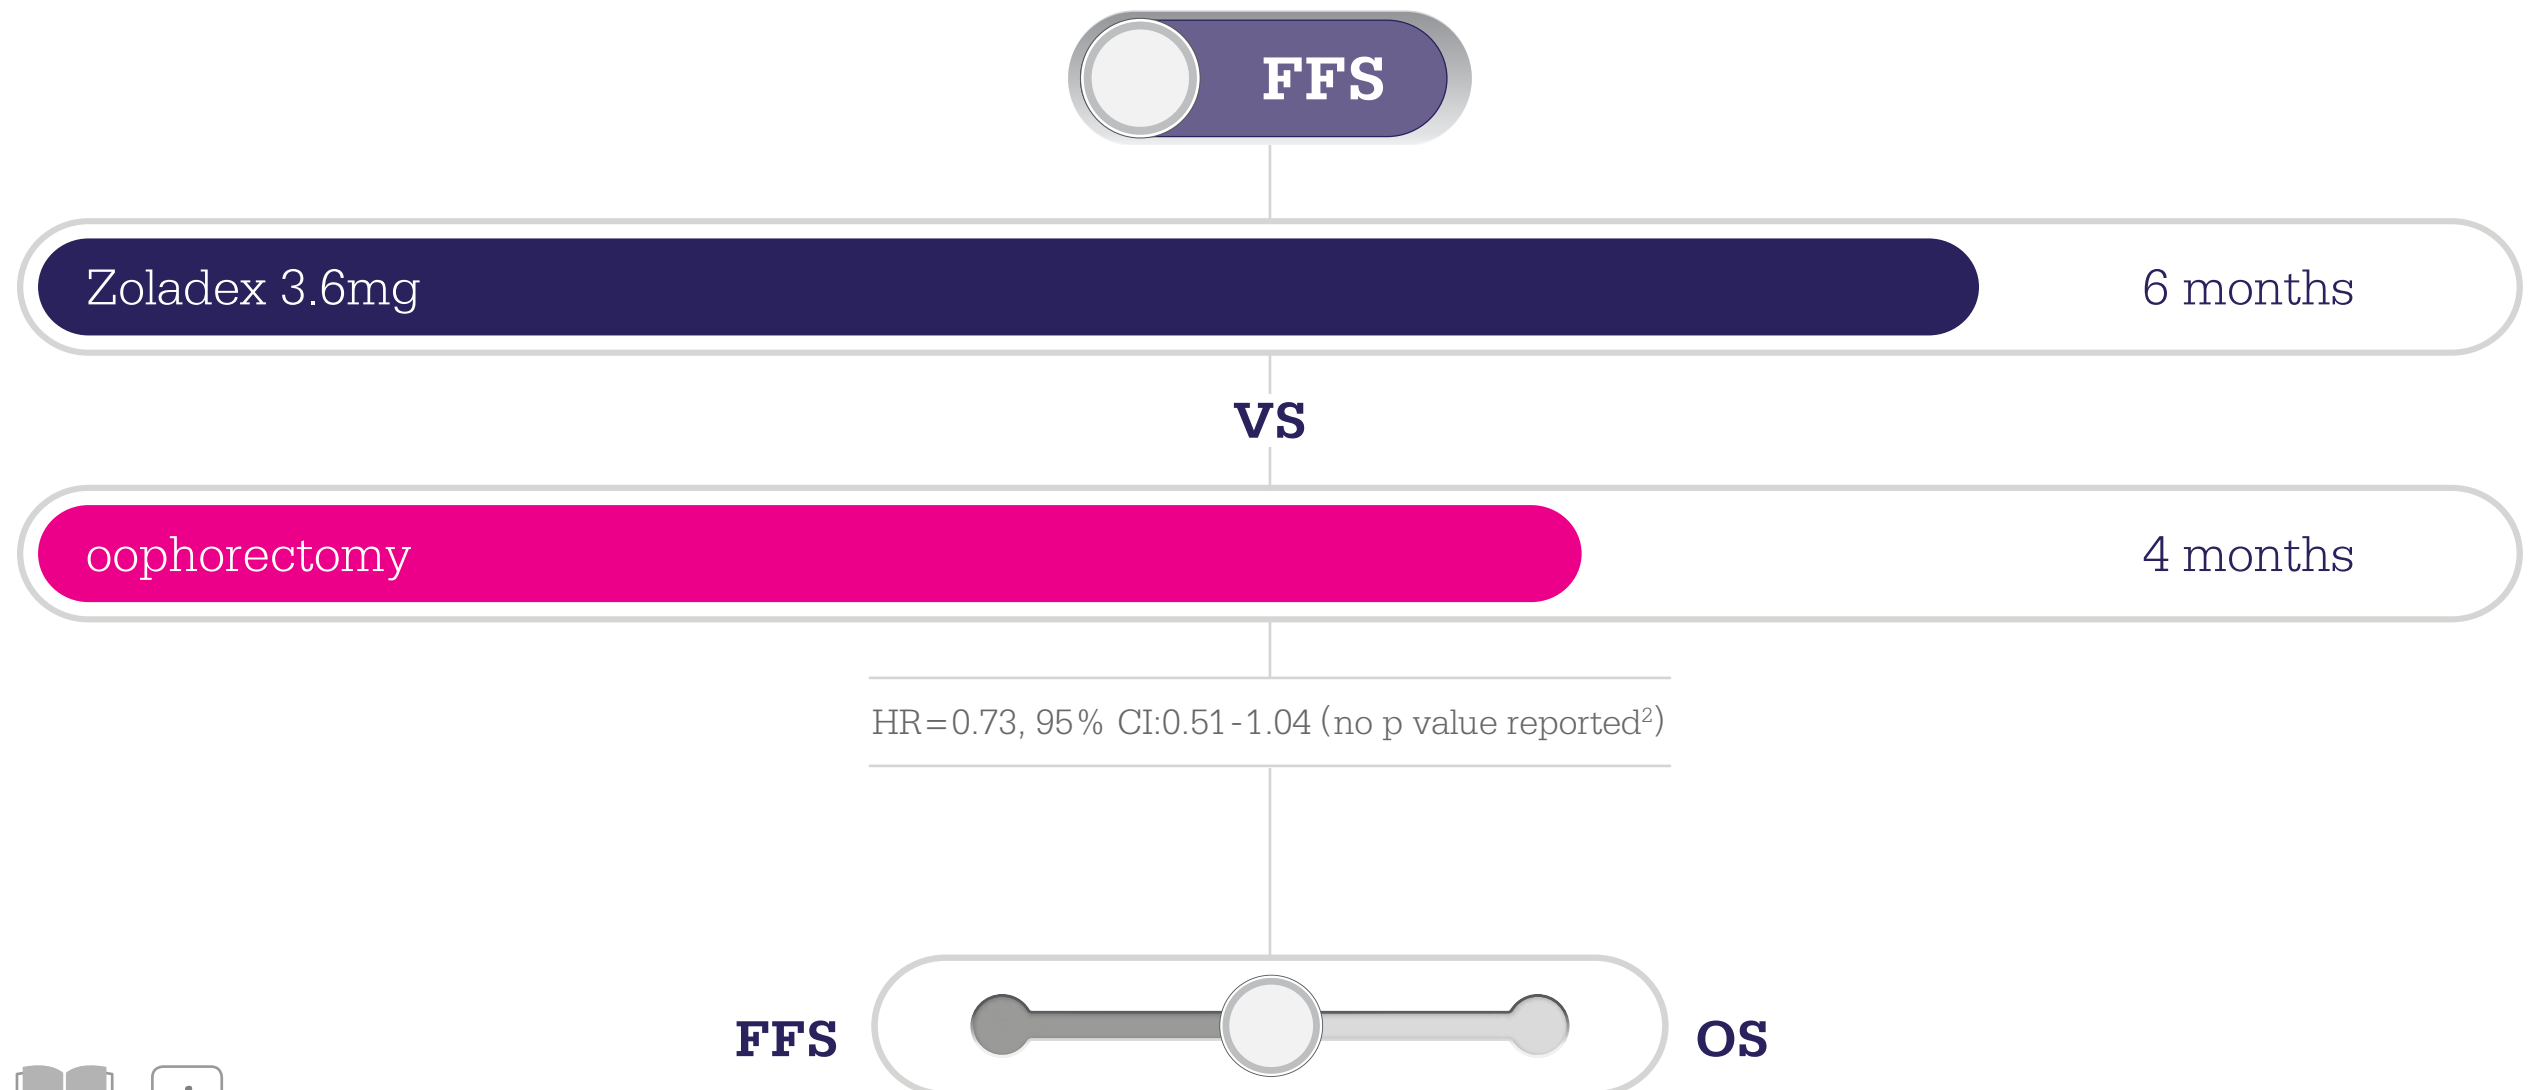 FFS
Zoladex 3.6mg
6 months
vs
oophorectomy
4 months
HR=0.73, 95% CI:0.51-1.04 (no p value reported²)
FFS
OS